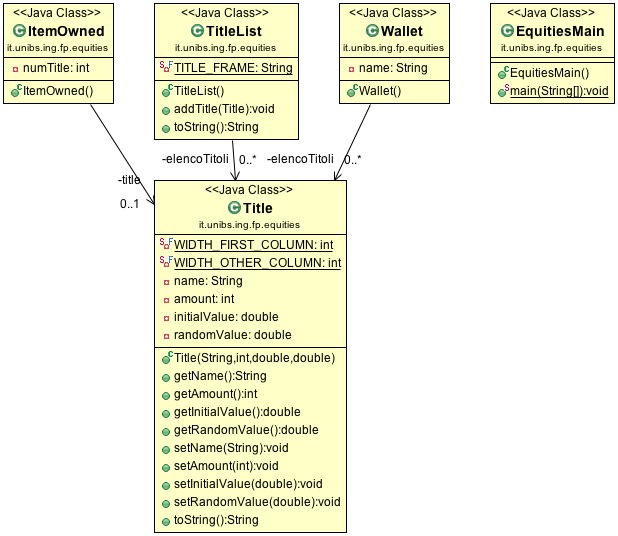 <<Java Class>>
ItemOwned
it.unibs.ing.fp.equities
numTitle: int
ItemOwned()
<<Java Class>>
TitleList
it.unibs.ing.fp.equities
TITLE_FRAME: String
TitleList()
addTitle(Title):void
toString():String
<<Java Class>>
Wallet
it.unibs.ing.fp.equities
name: String
Wallet()
<<Java Class>>
EquitiesMain
it.unibs.ing.fp.equities
EquitiesMain()
main(String[]):void
-title
0..1
-elencoTitoli
0..*
-elencoTitoli
0..*
<<Java Class>>
Title
it.unibs.ing.fp.equities
WIDTH_FIRST_COLUMN: int
WIDTH_OTHER_COLUMN: int
name: String
amount: int
initialValue: double
randomValue: double
Title(String,int,double,double)
getName():String
getAmount():int
getInitialValue():double
getRandomValue():double
setName(String):void
setAmount(int):void
setInitialValue(double):void
setRandomValue(double):void
toString():String